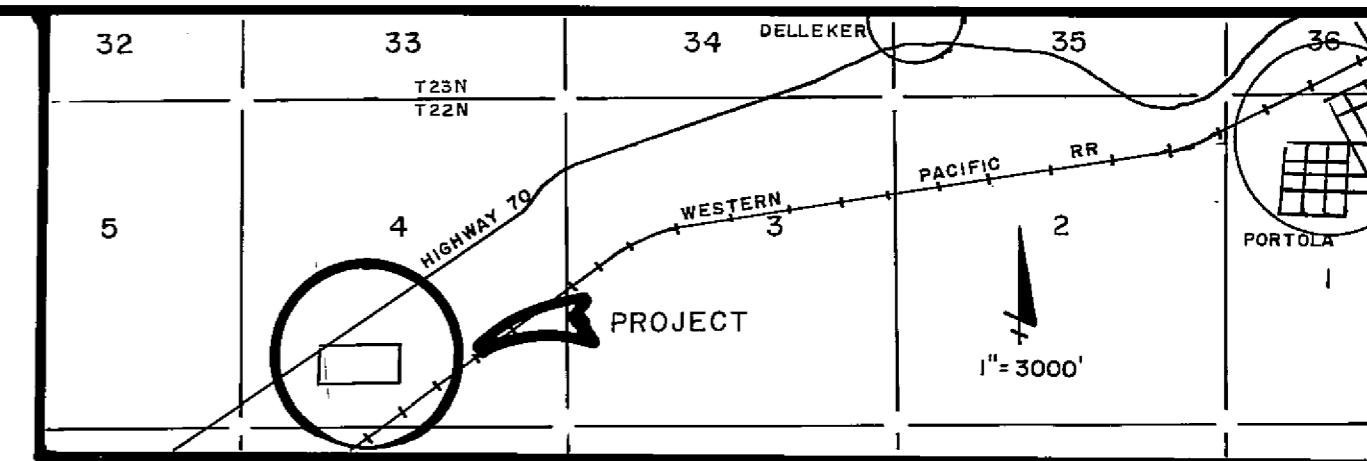 32 33 34 DELLEKER 35 36
T23N
T22N
5 4 HIGHWAY 70 WESTERN PACIFIC RR
3 2
PORTOLA
1
PROJECT
1"=3000'